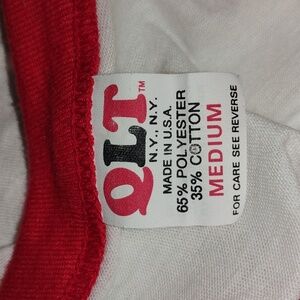 QLT™
N.Y., N.Y.
MADE IN U.S.A.
65% POLYESTER
35% COTTON
MEDIUM
FOR CARE SEE REVERSE